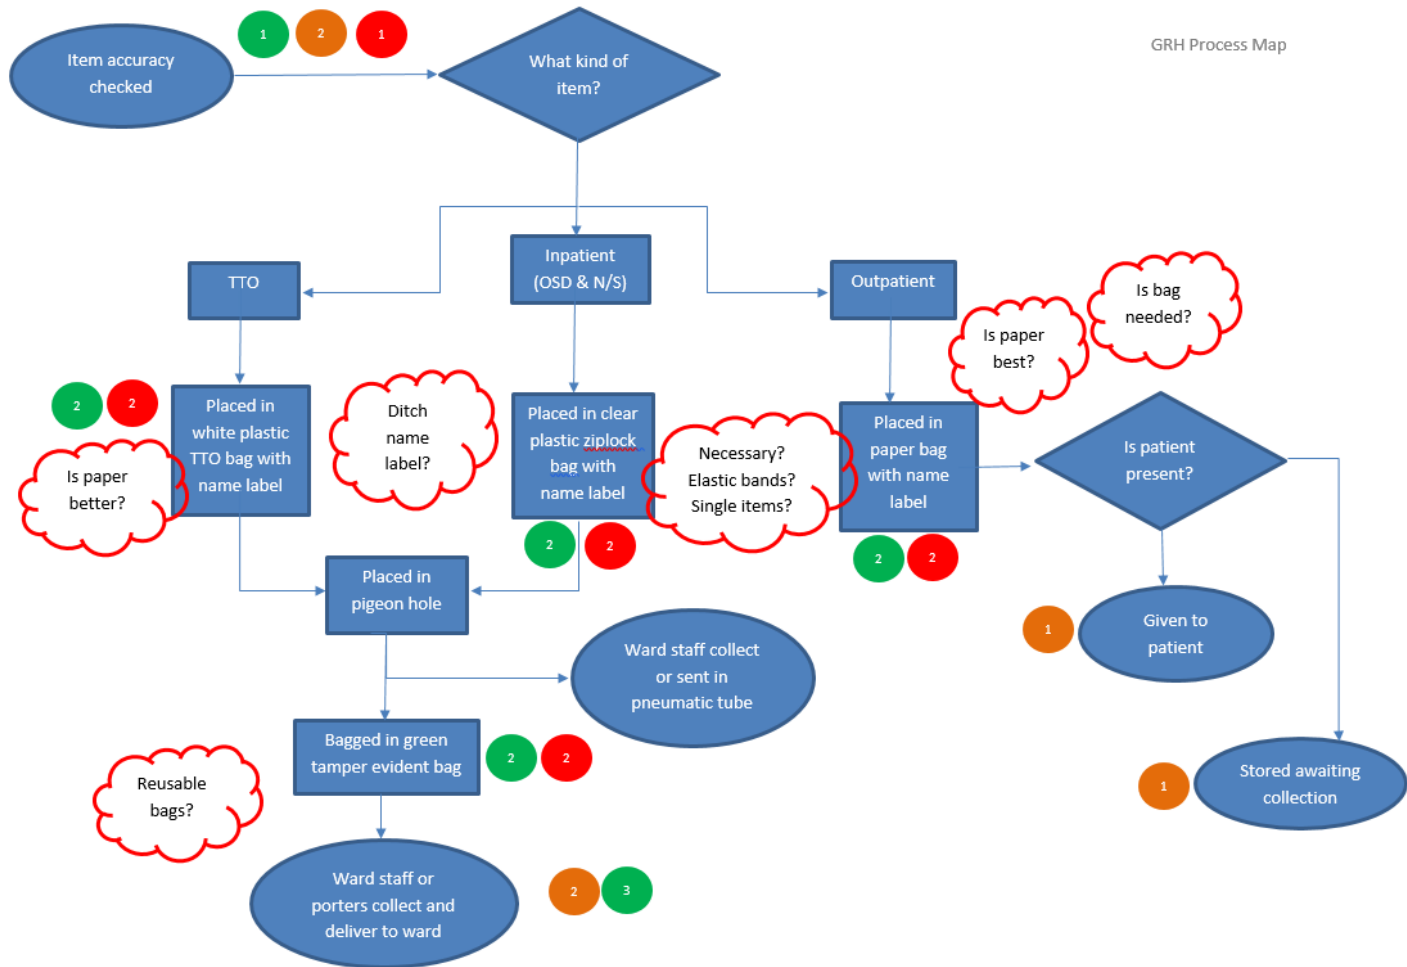 GRH Process Map
1
2
1
Item accuracy
checked
What kind of
item?
TTO
Inpatient
(OSD & N/S)
Outpatient
Is bag
needed?
Is paper
best?
2
2
Placed in
white plastic
TTO bag with
name label
Is paper
better?
Ditch
name
label?
Placed in clear
plastic ziplock
bag with
name label
2
2
Necessary?
Elastic bands?
Single items?
Placed in
paper bag
with name
label
2
2
Is patient
present?
Placed in
pigeon hole
Ward staff collect
or sent in
pneumatic tube
1
Given to
patient
Bagged in green
tamper evident bag
2
2
Reusable
bags?
1
Stored awaiting
collection
Ward staff or
porters collect and
deliver to ward
2
3